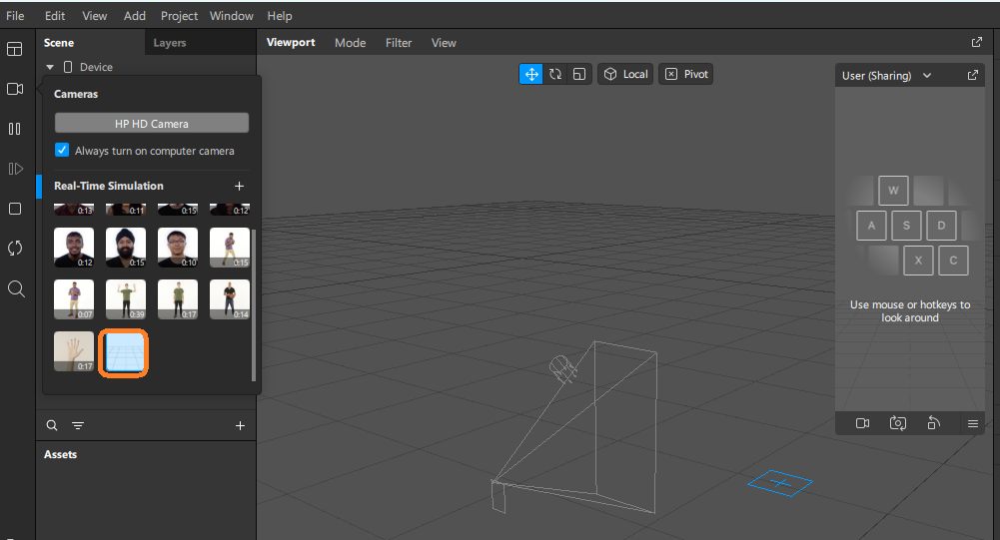 File Edit View Add Project Window Help
Scene Layers
Viewport Mode Filter View
Device
Local Pivot
User (Sharing)
Cameras
HP HD Camera
Always turn on computer camera
Real-Time Simulation
0:13 0:11 0:15 0:12
0:12 0:15 0:10 0:15
0:07 0:39 0:17 0:14
0:17
W
A S D
X C
Use mouse or hotkeys to
look around
Assets